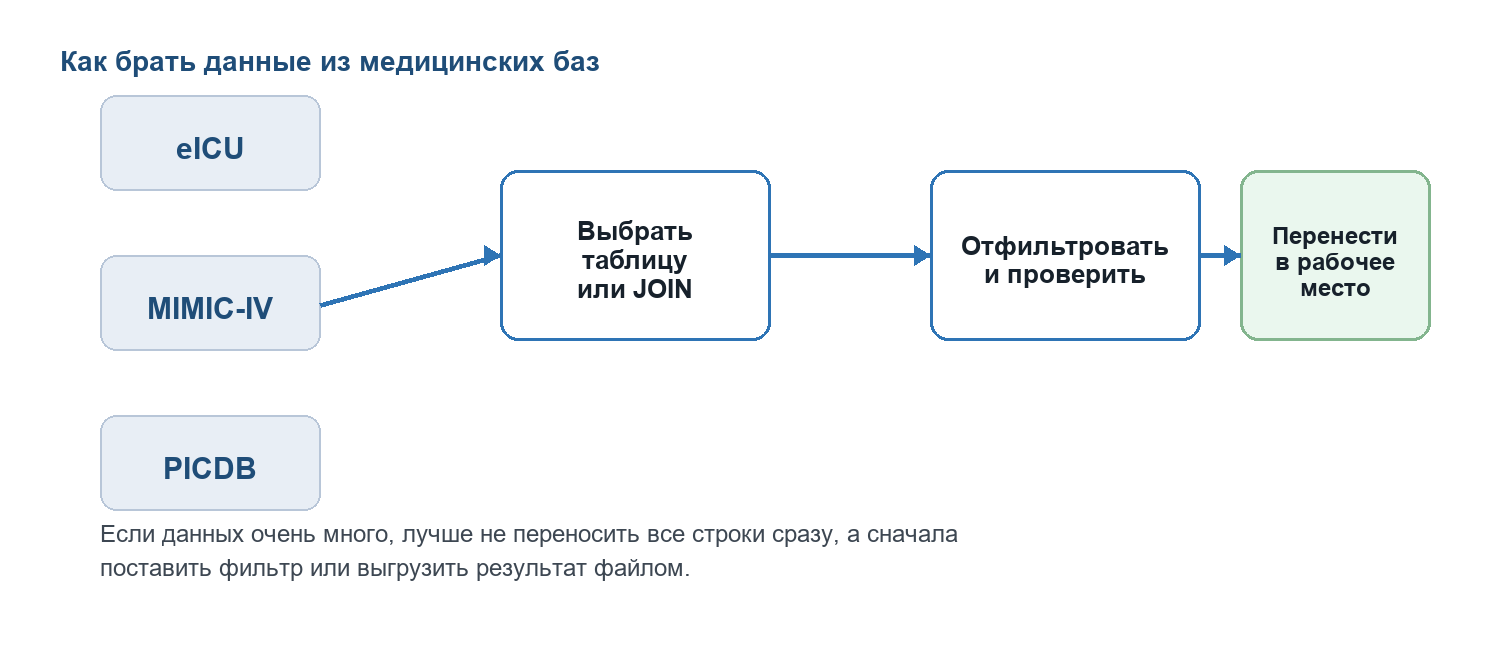 Как брать данные из медицинских баз
eICU
MIMIC-IV
PICDB
Выбрать
таблицу
или JOIN
Отфильтровать
и проверить
Перенести
в рабочее
место
Если данных очень много, лучше не переносить все строки сразу, а сначала
поставить фильтр или выгрузить результат файлом.